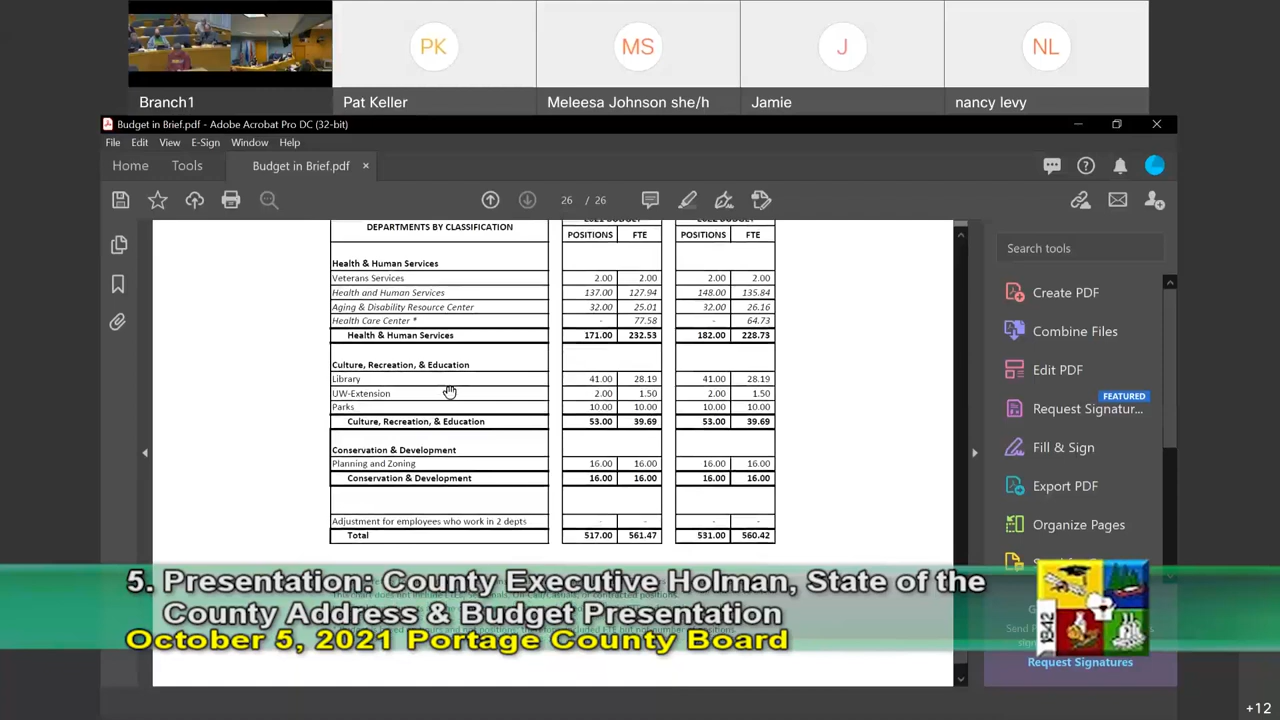 PK
MS
J
NL
Branch1
Pat Keller
Meleesa Johnson she/h
Jamie
nancy levy
Budget in Brief.pdf - Adobe Acrobat Pro DC (32-bit)
File Edit View E-Sign Window Help
Home Tools Budget in Brief.pdf ×
26 / 26
DEPARTMENTS BY CLASSIFICATION
POSITIONS FTE POSITIONS FTE
Health & Human Services
Veterans Services 2.00 2.00 2.00 2.00
Health and Human Services 137.00 127.94 148.00 135.84
Aging & Disability Resource Center 32.00 25.01 32.00 26.16
Health Care Center * - 77.58 - 64.73
Health & Human Services 171.00 232.53 182.00 228.73
Culture, Recreation, & Education
Library 41.00 28.19 41.00 28.19
UW-Extension 2.00 1.50 2.00 1.50
Parks 10.00 10.00 10.00 10.00
Culture, Recreation, & Education 53.00 39.69 53.00 39.69
Conservation & Development
Planning and Zoning 16.00 16.00 16.00 16.00
Conservation & Development 16.00 16.00 16.00 16.00
Adjustment for employees who work in 2 depts - - - -
Total 517.00 561.47 531.00 560.42
Search tools
Create PDF
Combine Files
Edit PDF
FEATURED
Request Signatur...
Fill & Sign
Export PDF
Organize Pages
Request Signatures
5. Presentation: County Executive Holman, State of the
County Address & Budget Presentation
October 5, 2021 Portage County Board
1842
+12